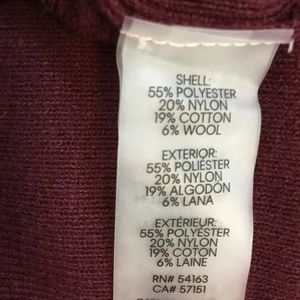 SHELL:
55% POLYESTER
20% NYLON
19% COTTON
6% WOOL
EXTERIOR:
55% POLIÉSTER
20% NYLON
19% ALGODON
6% LANA
EXTÉRIEUR:
55% POLYESTER
20% NYLON
19% COTON
6% LAINE
RN# 54163
CA# 57151